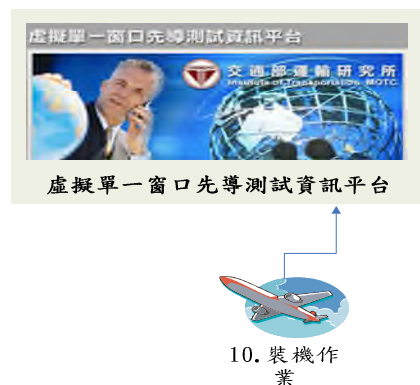 虛擬單一窗口先導測試資訊平台
交通部運輸研究所
Institute of Transportation, MOTC
虛擬單一窗口先導測試資訊平台
10. 裝機作
業